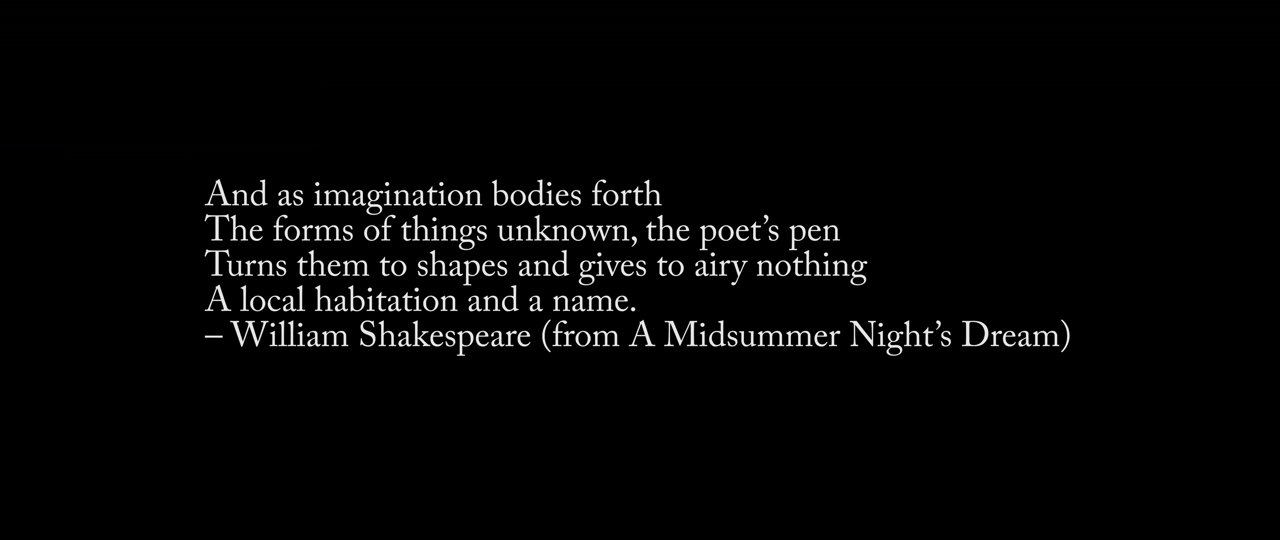 And as imagination bodies forth
The forms of things unknown, the poet’s pen
Turns them to shapes and gives to airy nothing
A local habitation and a name.
– William Shakespeare (from A Midsummer Night’s Dream)